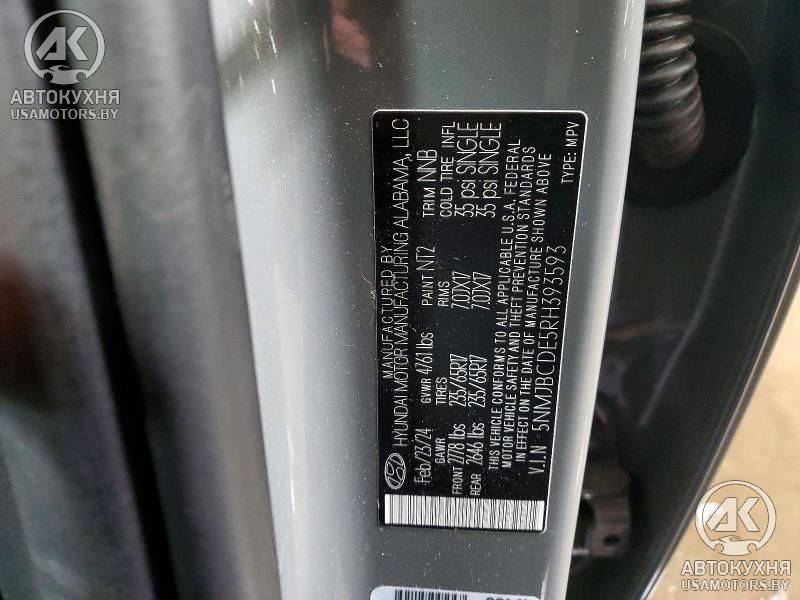 АВТОКУХНЯ
USAMOTORS.BY
MANUFACTURED BY
HYUNDAI MOTOR MANUFACTURING ALABAMA, LLC
Feb/23/24 GVWR 4761 lbs PAINT NT2 TRIM NNB
GAWR TIRES RIMS COLD TIRE INFL
FRONT 2778 lbs 235/65R17 7.0JX17 35 psi SINGLE
REAR 2646 lbs 235/65R17 7.0JX17 35 psi SINGLE
THIS VEHICLE CONFORMS TO ALL APPLICABLE U.S.A. FEDERAL
MOTOR VEHICLE SAFETY AND THEFT PREVENTION STANDARDS
IN EFFECT ON THE DATE OF MANUFACTURE SHOWN ABOVE
V.I.N. 5NMJBCDE5RH393593 TYPE: MPV
АВТОКУХНЯ
USAMOTORS.BY